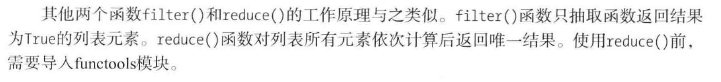 其他两个函数filter()和reduce()的工作原理与之类似。filter()函数只抽取函数返回结果
为True的列表元素。reduce()函数对列表所有元素依次计算后返回唯一结果。使用reduce()前，
需要导入functools模块。